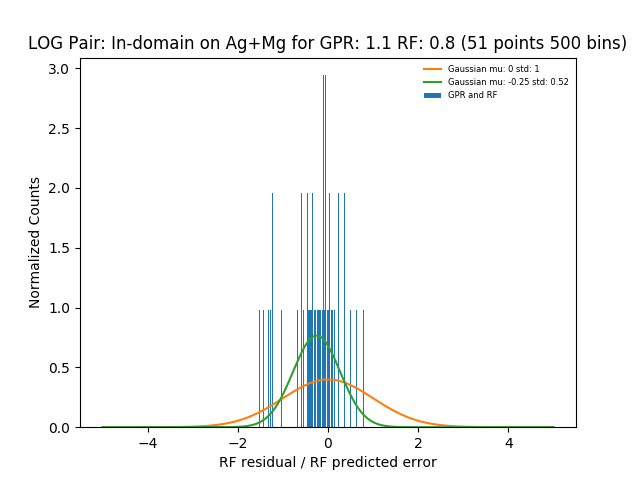 LOG Pair: In-domain on Ag+Mg for GPR: 1.1 RF: 0.8 (51 points 500 bins)
Gaussian mu: 0 std: 1
Gaussian mu: -0.25 std: 0.52
GPR and RF
Normalized Counts
3.0
2.5
2.0
1.5
1.0
0.5
0.0
−4
−2
0
2
4
RF residual / RF predicted error